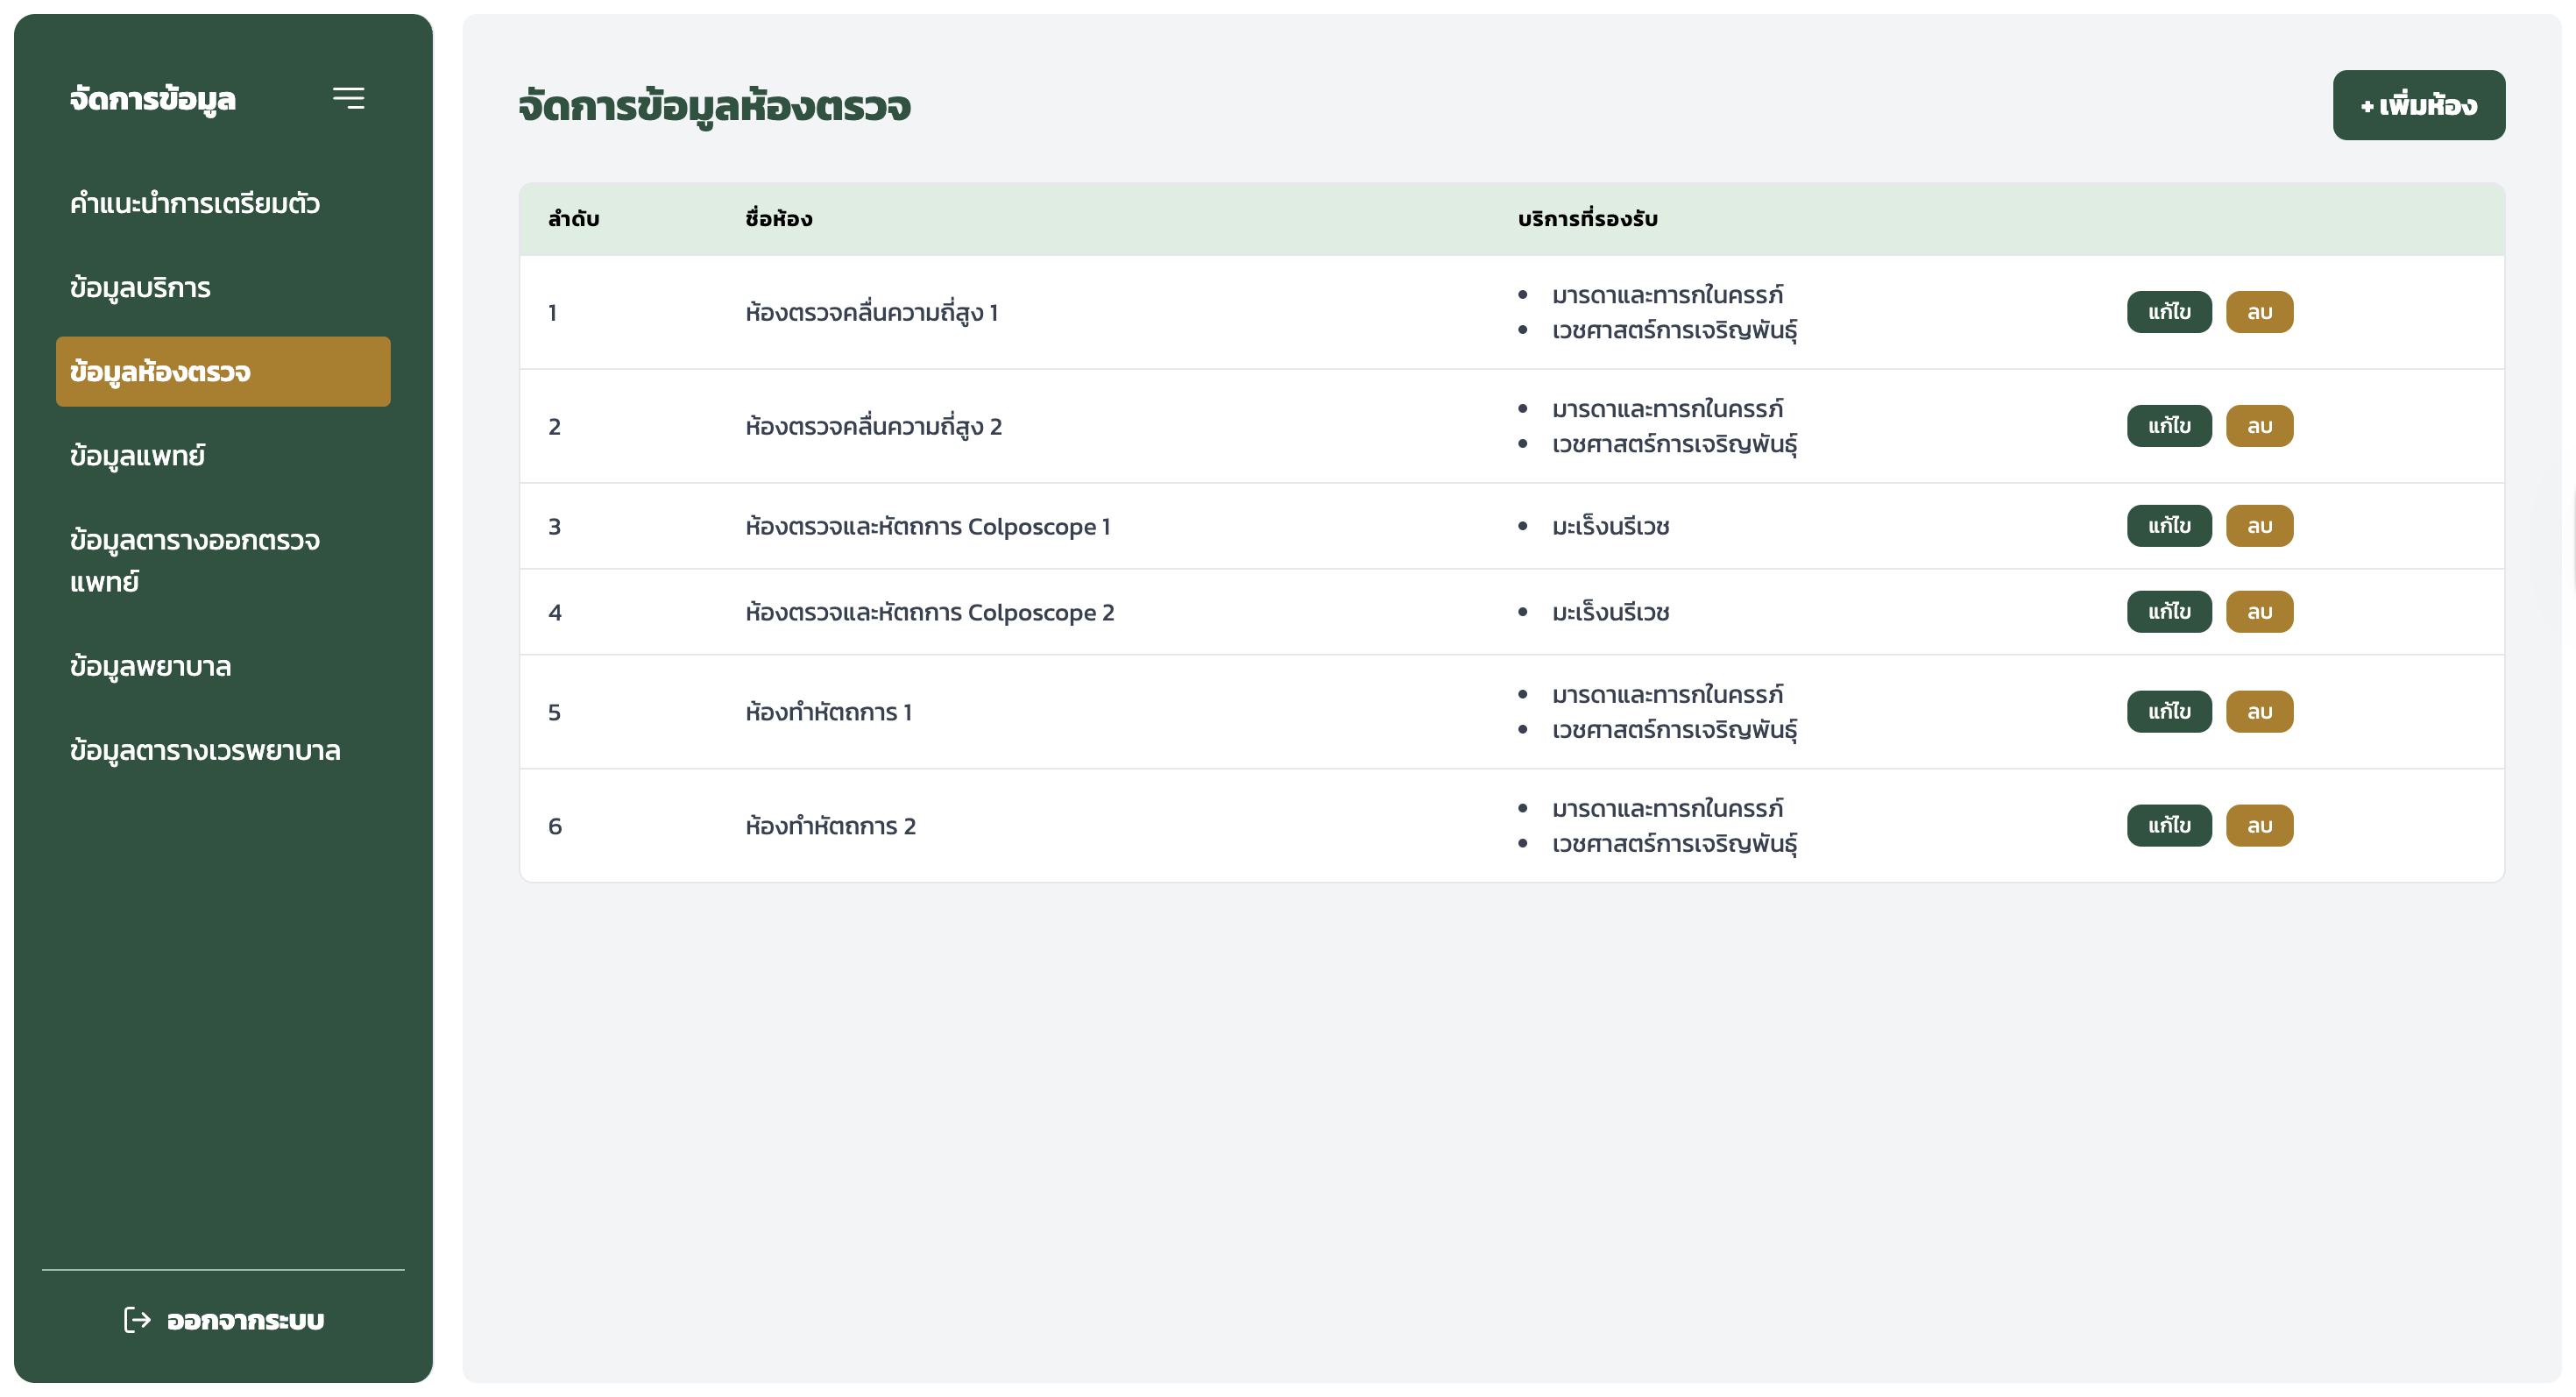 จัดการข้อมูล
คำแนะนำการเตรียมตัว
ข้อมูลบริการ
ข้อมูลห้องตรวจ
ข้อมูลแพทย์
ข้อมูลตารางออกตรวจ
แพทย์
ข้อมูลพยาบาล
ข้อมูลตารางเวรพยาบาล
ออกจากระบบ
จัดการข้อมูลห้องตรวจ
+ เพิ่มห้อง
ลำดับ ชื่อห้อง บริการที่รองรับ
1 ห้องตรวจคลื่นความถี่สูง 1
• มารดาและทารกในครรภ์
• เวชศาสตร์การเจริญพันธุ์
แก้ไข ลบ
2 ห้องตรวจคลื่นความถี่สูง 2
• มารดาและทารกในครรภ์
• เวชศาสตร์การเจริญพันธุ์
แก้ไข ลบ
3 ห้องตรวจและหัตถการ Colposcope 1 • มะเร็งนรีเวช แก้ไข ลบ
4 ห้องตรวจและหัตถการ Colposcope 2 • มะเร็งนรีเวช แก้ไข ลบ
5 ห้องทำหัตถการ 1
• มารดาและทารกในครรภ์
• เวชศาสตร์การเจริญพันธุ์
แก้ไข ลบ
6 ห้องทำหัตถการ 2
• มารดาและทารกในครรภ์
• เวชศาสตร์การเจริญพันธุ์
แก้ไข ลบ